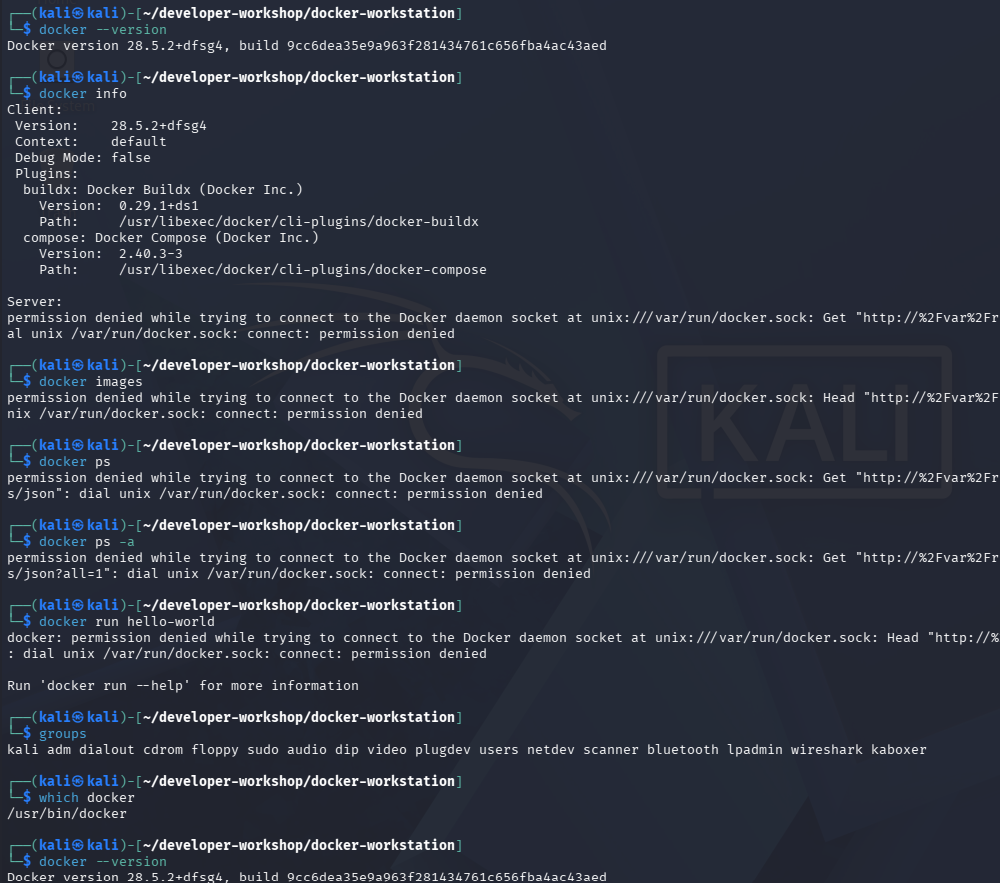 ┌──(kali㉿kali)-[~/developer-workshop/docker-workstation]
└─$ docker --version
Docker version 28.5.2+dfsg4, build 9cc6dea35e9a963f281434761c656fba4ac43aed
┌──(kali㉿kali)-[~/developer-workshop/docker-workstation]
└─$ docker info
Client:
 Version:    28.5.2+dfsg4
 Context:    default
 Debug Mode: false
 Plugins:
  buildx: Docker Buildx (Docker Inc.)
    Version:  0.29.1+ds1
    Path:     /usr/libexec/docker/cli-plugins/docker-buildx
  compose: Docker Compose (Docker Inc.)
    Version:  2.40.3-3
    Path:     /usr/libexec/docker/cli-plugins/docker-compose
Server:
permission denied while trying to connect to the Docker daemon socket at unix:///var/run/docker.sock: Get "http://%2Fvar%2Fr
al unix /var/run/docker.sock: connect: permission denied
┌──(kali㉿kali)-[~/developer-workshop/docker-workstation]
└─$ docker images
permission denied while trying to connect to the Docker daemon socket at unix:///var/run/docker.sock: Head "http://%2Fvar%2F
nix /var/run/docker.sock: connect: permission denied
┌──(kali㉿kali)-[~/developer-workshop/docker-workstation]
└─$ docker ps
permission denied while trying to connect to the Docker daemon socket at unix:///var/run/docker.sock: Get "http://%2Fvar%2Fr
s/json": dial unix /var/run/docker.sock: connect: permission denied
┌──(kali㉿kali)-[~/developer-workshop/docker-workstation]
└─$ docker ps -a
permission denied while trying to connect to the Docker daemon socket at unix:///var/run/docker.sock: Get "http://%2Fvar%2Fr
s/json?all=1": dial unix /var/run/docker.sock: connect: permission denied
┌──(kali㉿kali)-[~/developer-workshop/docker-workstation]
└─$ docker run hello-world
docker: permission denied while trying to connect to the Docker daemon socket at unix:///var/run/docker.sock: Head "http://%
: dial unix /var/run/docker.sock: connect: permission denied
Run 'docker run --help' for more information
┌──(kali㉿kali)-[~/developer-workshop/docker-workstation]
└─$ groups
kali adm dialout cdrom floppy sudo audio dip video plugdev users netdev scanner bluetooth lpadmin wireshark kaboxer
┌──(kali㉿kali)-[~/developer-workshop/docker-workstation]
└─$ which docker
/usr/bin/docker
┌──(kali㉿kali)-[~/developer-workshop/docker-workstation]
└─$ docker --version
Docker version 28.5.2+dfsg4, build 9cc6dea35e9a963f281434761c656fba4ac43aed
KALI